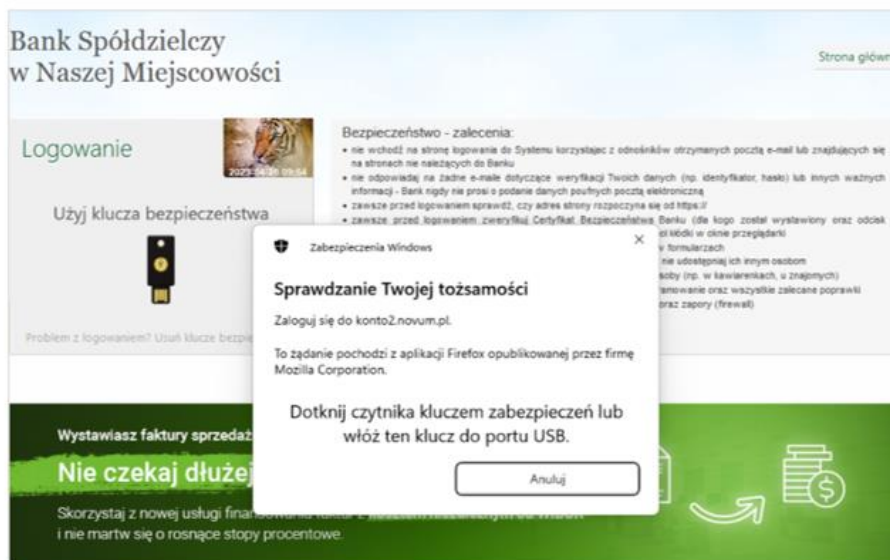 Bank Spółdzielczy
w Naszej Miejscowości
Strona główn
Logowanie
Użyj klucza bezpieczeństwa
Problem z logowaniem? Usuń klucze bezpie
Bezpieczeństwo - zalecenia:
• nie wchodź na stronę logowania do Systemu korzystając z odnośników otrzymanych pocztą e-mail lub znajdujących się
na stronach nie należących do Banku
• nie odpowiadaj na żadne e-maile dotyczące weryfikacji Twoich danych (np. identyfikator, hasło) lub innych ważnych
informacji - Bank nigdy nie prosi o podanie danych poufnych pocztą elektroniczną
• zawsze przed logowaniem sprawdź, czy adres strony rozpoczyna się od https://
• zawsze przed logowaniem zweryfikuj Certyfikat Bezpieczeństwa Banku (dla kogo został wystawiony oraz odcisk
kłódki w oknie przeglądarki
w formularzach
nie udostępniaj ich innym osobom
soby (np. w kawiarenkach, u znajomych)
ramowanie oraz wszystkie zalecane poprawki
oraz zapory (firewall)
Zabezpieczenia Windows
Sprawdzanie Twojej tożsamości
Zaloguj się do konto2.novum.pl.
To żądanie pochodzi z aplikacji Firefox opublikowanej przez firmę
Mozilla Corporation.
Dotknij czytnika kluczem zabezpieczeń lub
włóż ten klucz do portu USB.
Anuluj
Wystawiasz faktury sprzedaż
Nie czekaj dłużej
Skorzystaj z nowej usługi finan
i nie martw się o rosnące stopy procentowe.